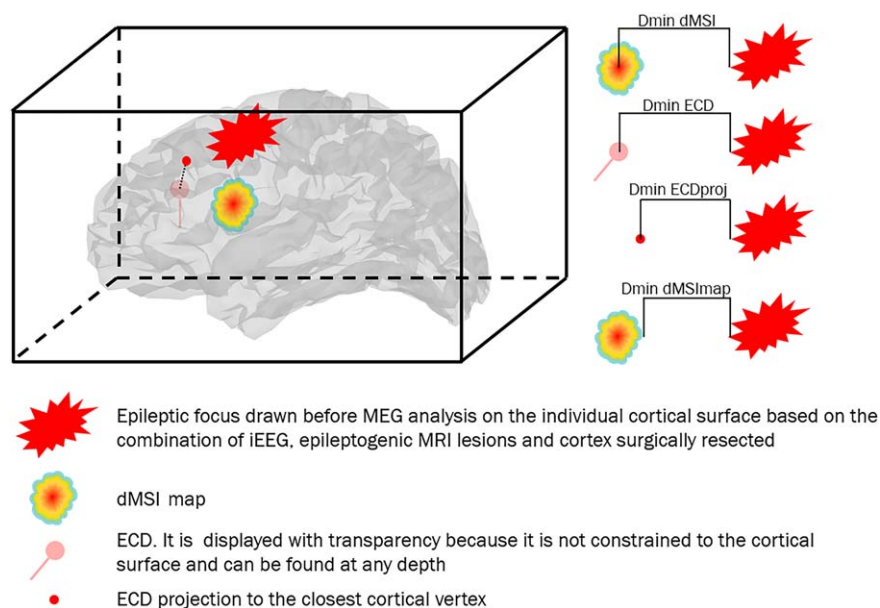 Dmin dMSI
Dmin ECD
Dmin ECDproj
Dmin dMSImap
Epileptic focus drawn before MEG analysis on the individual cortical surface based on the
combination of iEEG, epileptogenic MRI lesions and cortex surgically resected
dMSI map
ECD. It is displayed with transparency because it is not constrained to the cortical
surface and can be found at any depth
ECD projection to the closest cortical vertex